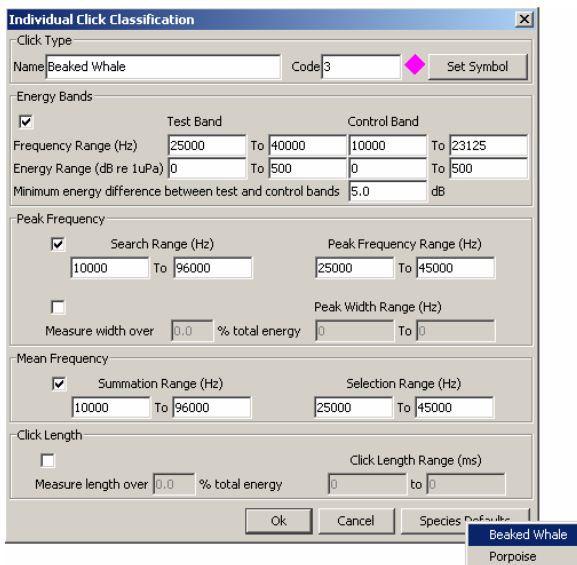 Individual Click Classification
Click Type
Name Beaked Whale Code 3 Set Symbol
Energy Bands
Test Band Control Band
Frequency Range (Hz) 25000 To 40000 10000 To 23125
Energy Range (dB re 1uPa) 0 To 500 0 To 500
Minimum energy difference between test and control bands 5.0 dB
Peak Frequency
Search Range (Hz) Peak Frequency Range (Hz)
10000 To 96000 25000 To 45000
Peak Width Range (Hz)
Measure width over 0.0 % total energy 0 To 0
Mean Frequency
Summation Range (Hz) Selection Range (Hz)
10000 To 96000 25000 To 45000
Click Length
Click Length Range (ms)
Measure length over 0.0 % total energy 0 to 0
Ok Cancel Species Defaults
Beaked Whale
Porpoise